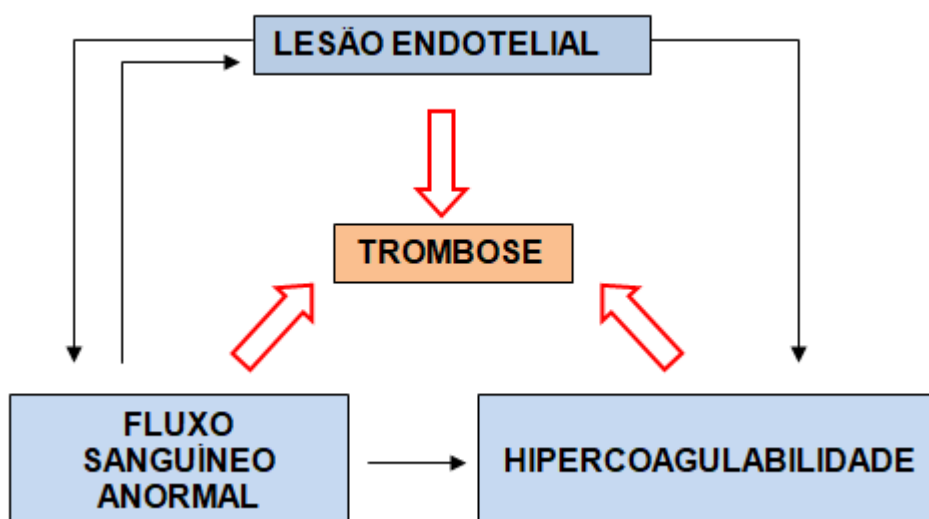 LESÃO ENDOTELIAL
TROMBOSE
FLUXO
SANGUÍNEO
ANORMAL
HIPERCOAGULABILIDADE